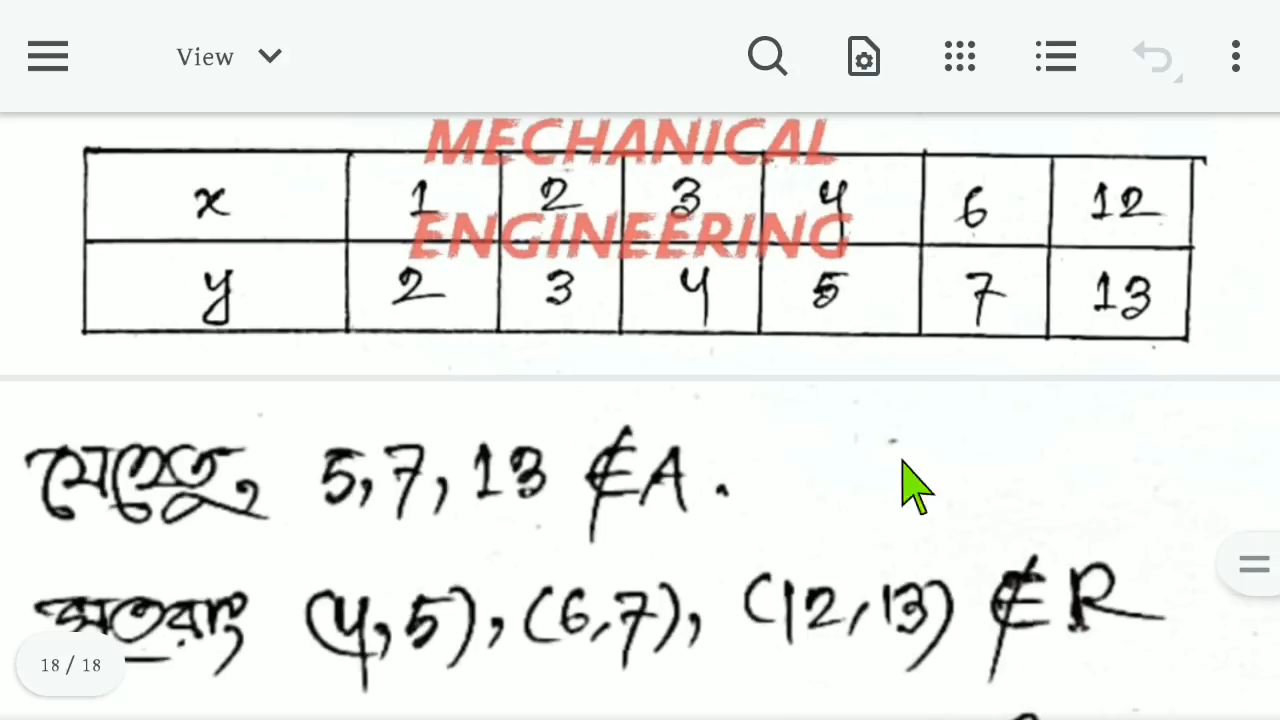 View
MECHANICAL
x 1 2 3 4 6 12
ENGINEERING
y 2 3 4 5 7 13
যেহেতু, 5, 7, 13 ∉ A .
অতএব (4, 5), (6, 7), (12, 13) ∉ R
18 / 18